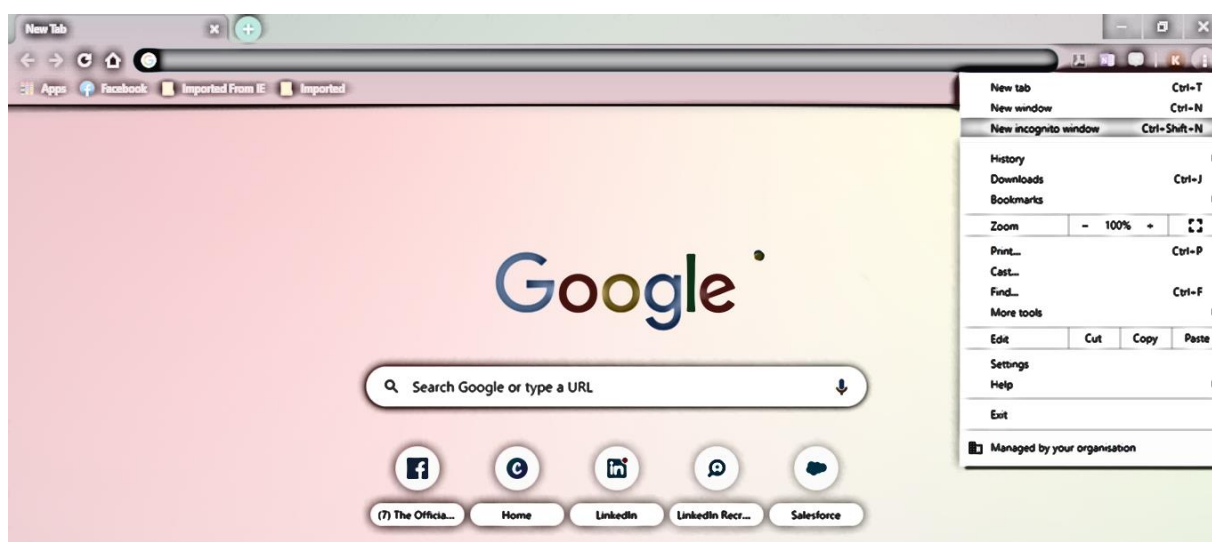 New Tab
Apps Facebook Imported From IE Imported
K
New tab Ctrl+T
New window Ctrl+N
New incognito window Ctrl+Shift+N
History
Downloads Ctrl+J
Bookmarks
Zoom - 100% +
Print... Ctrl+P
Cast...
Find... Ctrl+F
More tools
Edit Cut Copy Paste
Settings
Help
Exit
Managed by your organisation
Google
Search Google or type a URL
(7) The Officia... Home LinkedIn LinkedIn Recr... Salesforce